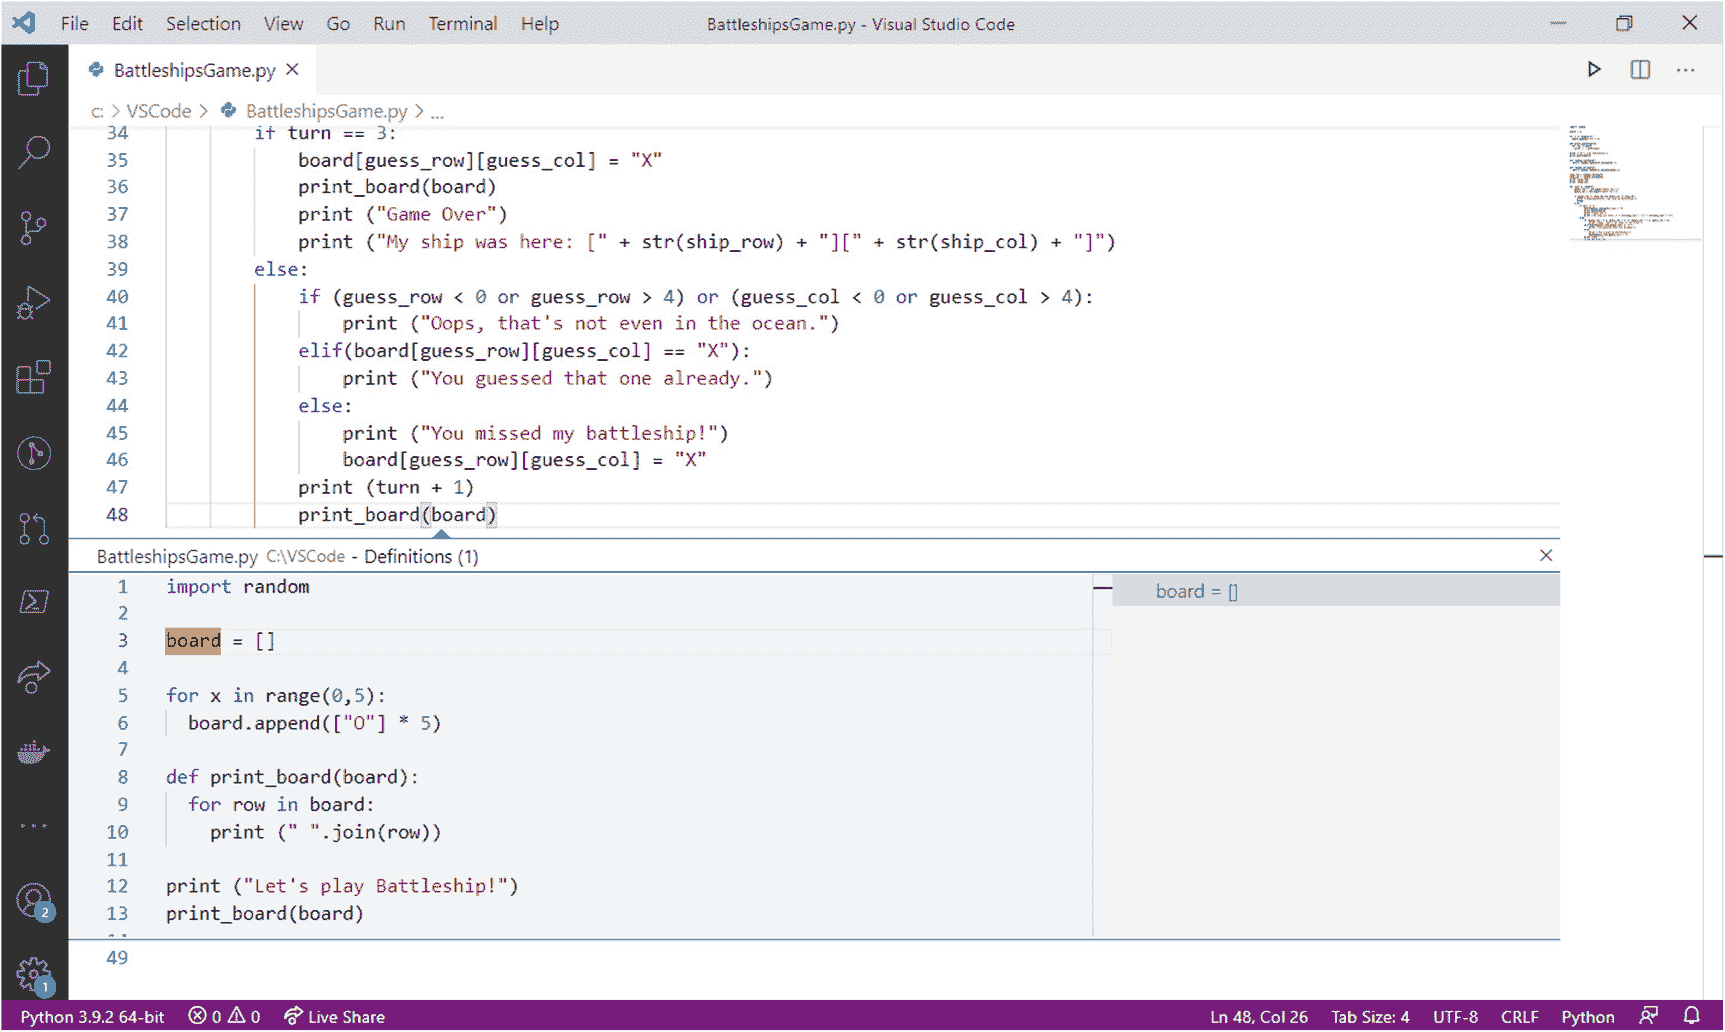 File Edit Selection View Go Run Terminal Help BattleshipsGame.py - Visual Studio Code
BattleshipsGame.py
c: > VSCode > BattleshipsGame.py > ...
34 if turn == 3:
35 board[guess_row][guess_col] = "X"
36 print_board(board)
37 print ("Game Over")
38 print ("My ship was here: [" + str(ship_row) + "][" + str(ship_col) + "]")
39 else:
40 if (guess_row < 0 or guess_row > 4) or (guess_col < 0 or guess_col > 4):
41 print ("Oops, that's not even in the ocean.")
42 elif(board[guess_row][guess_col] == "X"):
43 print ("You guessed that one already.")
44 else:
45 print ("You missed my battleship!")
46 board[guess_row][guess_col] = "X"
47 print (turn + 1)
48 print_board(board)
BattleshipsGame.py C:\VSCode - Definitions (1)
1 import random
2
3 board = []
4
5 for x in range(0,5):
6 board.append(["O"] * 5)
7
8 def print_board(board):
9 for row in board:
10 print (" ".join(row))
11
12 print ("Let's play Battleship!")
13 print_board(board)
board = []
49
2
1
Python 3.9.2 64-bit 0 0 Live Share Ln 48, Col 26 Tab Size: 4 UTF-8 CRLF Python